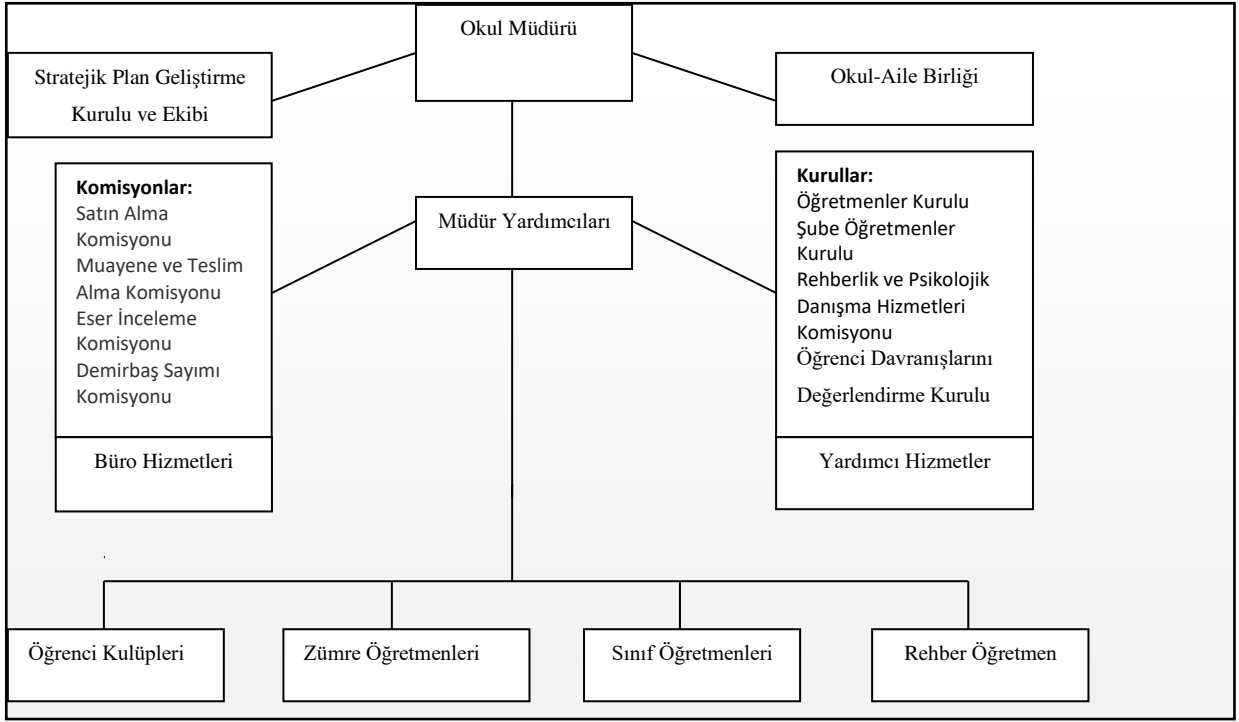 Okul Müdürü
Stratejik Plan Geliştirme
Kurulu ve Ekibi
Okul-Aile Birliği
Komisyonlar:
Satın Alma
Komisyonu
Muayene ve Teslim
Alma Komisyonu
Eser İnceleme
Komisyonu
Demirbaş Sayımı
Komisyonu
Müdür Yardımcıları
Kurullar:
Öğretmenler Kurulu
Şube Öğretmenler
Kurulu
Rehberlik ve Psikolojik
Danışma Hizmetleri
Komisyonu
Öğrenci Davranışlarını
Değerlendirme Kurulu
Büro Hizmetleri
Yardımcı Hizmetler
Öğrenci Kulüpleri
Zümre Öğretmenleri
Sınıf Öğretmenleri
Rehber Öğretmen